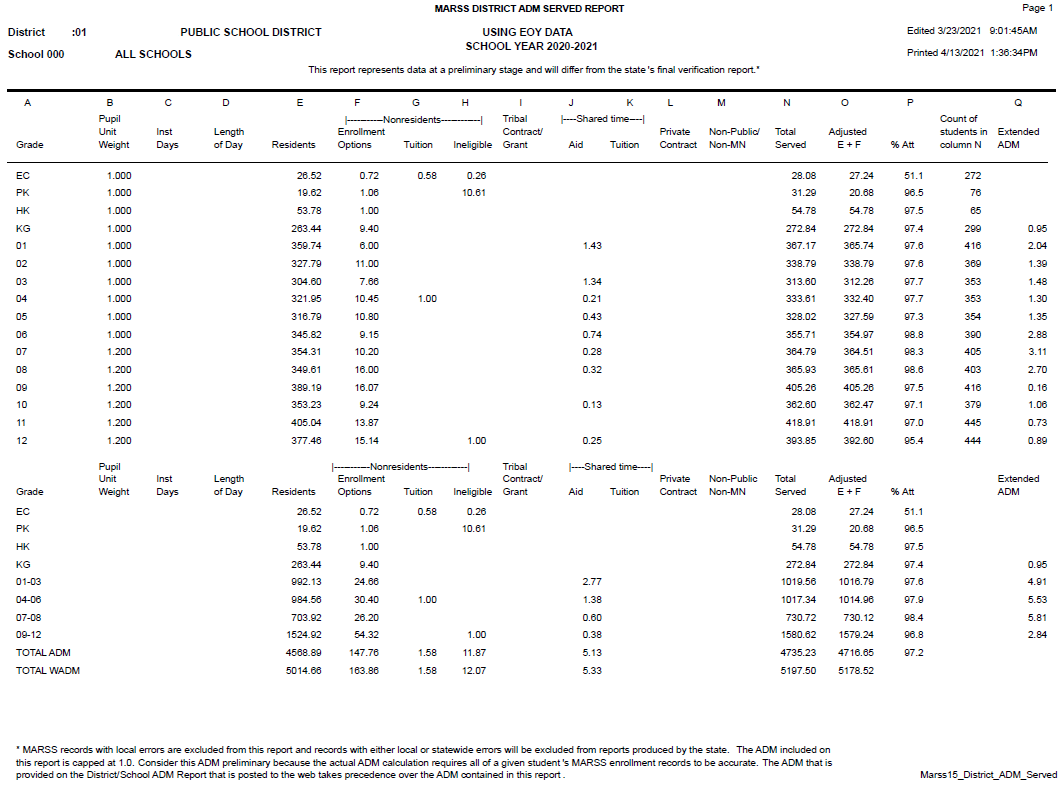 MARSS DISTRICT ADM SERVED REPORT Page 1
District :01 PUBLIC SCHOOL DISTRICT USING EOY DATA Edited 3/23/2021 9:01:45AM
SCHOOL YEAR 2020-2021
School 000 ALL SCHOOLS Printed 4/13/2021 1:36:34PM
This report represents data at a preliminary stage and will differ from the state's final verification report.*
A B C D E F G H I J K L M N O P Q
Pupil |-----------Nonresidents------------| Tribal |----Shared time----| Count of
Unit Inst Length Enrollment Contract/ Private Non-Public/ Total Adjusted students in Extended
Grade Weight Days of Day Residents Options Tuition Ineligible Grant Aid Tuition Contract Non-MN Served E + F % Att column N ADM
EC 1.000 26.52 0.72 0.58 0.26 28.08 27.24 51.1 272
PK 1.000 19.62 1.06 10.61 31.29 20.68 96.5 76
HK 1.000 53.78 1.00 54.78 54.78 97.5 65
KG 1.000 263.44 9.40 272.84 272.84 97.4 299 0.95
01 1.000 359.74 6.00 1.43 367.17 365.74 97.6 416 2.04
02 1.000 327.79 11.00 338.79 338.79 97.6 369 1.39
03 1.000 304.60 7.66 1.34 313.60 312.26 97.7 353 1.48
04 1.000 321.95 10.45 1.00 0.21 333.61 332.40 97.7 353 1.30
05 1.000 316.79 10.80 0.43 328.02 327.59 97.3 354 1.35
06 1.000 345.82 9.15 0.74 355.71 354.97 98.8 390 2.88
07 1.200 354.31 10.20 0.28 364.79 364.51 98.3 405 3.11
08 1.200 349.61 16.00 0.32 365.93 365.61 98.6 403 2.70
09 1.200 389.19 16.07 405.26 405.26 97.5 416 0.16
10 1.200 353.23 9.24 0.13 362.60 362.47 97.1 379 1.06
11 1.200 405.04 13.87 418.91 418.91 97.0 445 0.73
12 1.200 377.46 15.14 1.00 0.25 393.85 392.60 95.4 444 0.89
Pupil |-----------Nonresidents------------| Tribal |----Shared time----|
Unit Inst Length Enrollment Contract/ Private Non-Public Total Adjusted Extended
Grade Weight Days of Day Residents Options Tuition Ineligible Grant Aid Tuition Contract Non-MN Served E + F % Att ADM
EC 26.52 0.72 0.58 0.26 28.08 27.24 51.1
PK 19.62 1.06 10.61 31.29 20.68 96.5
HK 53.78 1.00 54.78 54.78 97.5
KG 263.44 9.40 272.84 272.84 97.4 0.95
01-03 992.13 24.66 2.77 1019.56 1016.79 97.6 4.91
04-06 984.56 30.40 1.00 1.38 1017.34 1014.96 97.9 5.53
07-08 703.92 26.20 0.60 730.72 730.12 98.4 5.81
09-12 1524.92 54.32 1.00 0.38 1580.62 1579.24 96.8 2.84
TOTAL ADM 4568.89 147.76 1.58 11.87 5.13 4735.23 4716.65 97.2
TOTAL WADM 5014.66 163.86 1.58 12.07 5.33 5197.50 5178.52
* MARSS records with local errors are excluded from this report and records with either local or statewide errors will be excluded from reports produced by the state. The ADM included on
this report is capped at 1.0. Consider this ADM preliminary because the actual ADM calculation requires all of a given student's MARSS enrollment records to be accurate. The ADM that is
provided on the District/School ADM Report that is posted to the web takes precedence over the ADM contained in this report. Marss15_District_ADM_Served